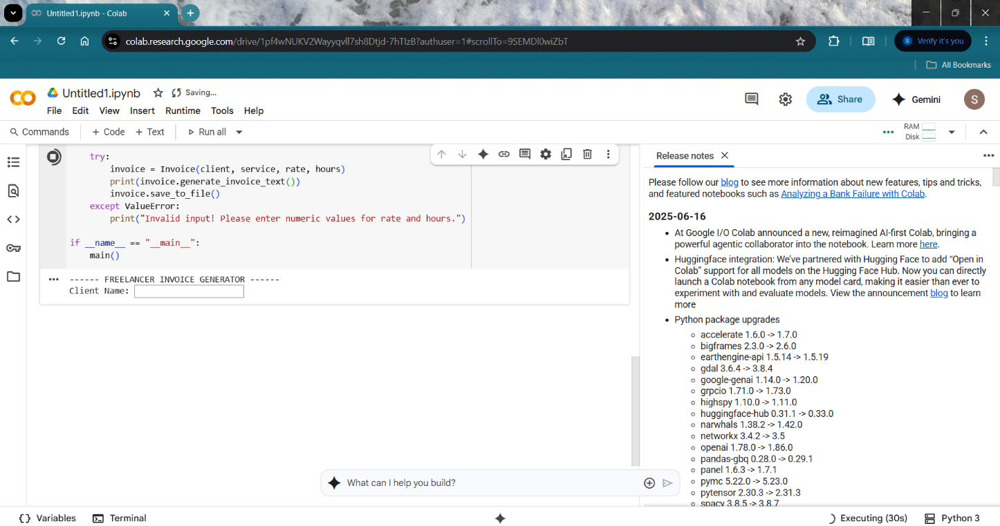 Untitled1.ipynb - Colab
colab.research.google.com/drive/1pf4wNUKV2Wayyqvll7sh8Dtjd-7hTIzB?authuser=1#scrollTo=9SEMDl0wiZbT
S Verify it's you
All Bookmarks
Untitled1.ipynb Saving...
File Edit View Insert Runtime Tools Help
Share
Gemini
S
Commands + Code + Text Run all
RAM
Disk
try:
invoice = Invoice(client, service, rate, hours)
print(invoice.generate_invoice_text())
invoice.save_to_file()
except ValueError:
print("Invalid input! Please enter numeric values for rate and hours.")
if __name__ == "__main__":
main()
------ FREELANCER INVOICE GENERATOR ------
Client Name:
Release notes
Please follow our blog to see more information about new features, tips and tricks,
and featured notebooks such as Analyzing a Bank Failure with Colab.
2025-06-16
• At Google I/O Colab announced a new, reimagined AI-first Colab, bringing a
powerful agentic collaborator into the notebook. Learn more here.
• Huggingface integration: We've partnered with Hugging Face to add “Open in
Colab” support for all models on the Hugging Face Hub. Now you can directly
launch a Colab notebook from any model card, making it easier than ever to
experiment with and evaluate models. View the announcement blog to learn
more
• Python package upgrades
accelerate 1.6.0 -> 1.7.0
bigframes 2.3.0 -> 2.6.0
earthengine-api 1.5.14 -> 1.5.19
gdal 3.6.4 -> 3.8.4
google-genai 1.14.0 -> 1.20.0
grpcio 1.71.0 -> 1.73.0
highspy 1.10.0 -> 1.11.0
huggingface-hub 0.31.1 -> 0.33.0
narwhals 1.38.2 -> 1.42.0
networkx 3.4.2 -> 3.5
openai 1.78.0 -> 1.86.0
pandas-gbq 0.28.0 -> 0.29.1
panel 1.6.3 -> 1.7.1
pymc 5.22.0 -> 5.23.0
pytensor 2.30.3 -> 2.31.3
spacy 3.8.5 -> 3.8.7
What can I help you build?
Variables Terminal
Executing (30s) Python 3